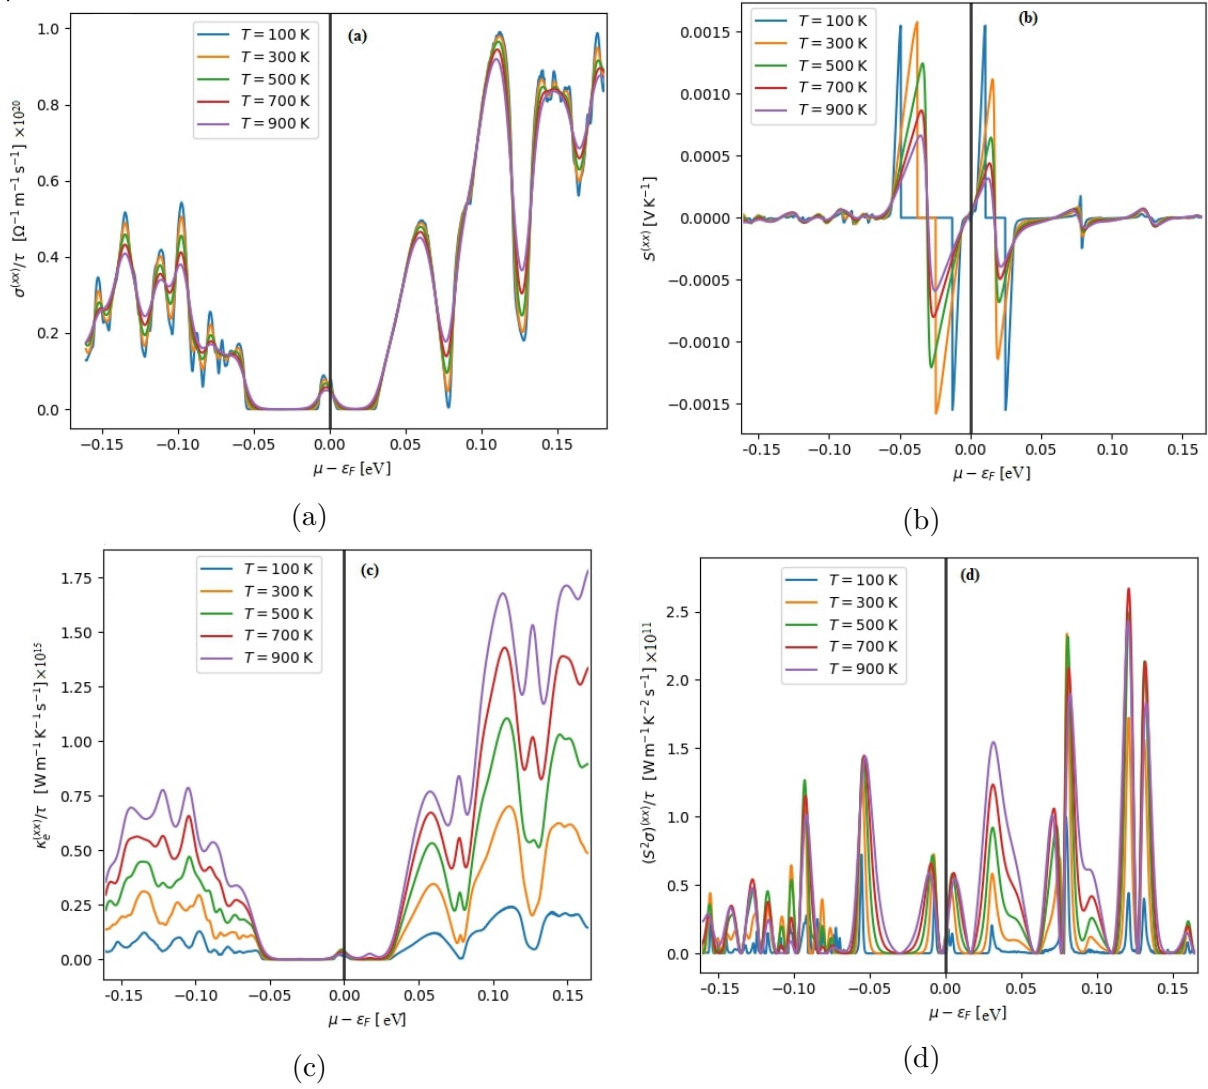 T = 100 K
T = 300 K
T = 500 K
T = 700 K
T = 900 K
(a)
σ⁽ˣˣ⁾/τ [Ω⁻¹ m⁻¹ s⁻¹] ×10²⁰
1.0
0.8
0.6
0.4
0.2
0.0
−0.15 −0.10 −0.05 0.00 0.05 0.10 0.15
μ − ε_F [eV]
(a)
T = 100 K
T = 300 K
T = 500 K
T = 700 K
T = 900 K
(b)
S⁽ˣˣ⁾ [V K⁻¹]
0.0015
0.0010
0.0005
0.0000
−0.0005
−0.0010
−0.0015
−0.15 −0.10 −0.05 0.00 0.05 0.10 0.15
μ − ε_F [eV]
(b)
T = 100 K
T = 300 K
T = 500 K
T = 700 K
T = 900 K
(c)
κₑ⁽ˣˣ⁾/τ [W m⁻¹ K⁻¹ s⁻¹] ×10¹⁵
1.75
1.50
1.25
1.00
0.75
0.50
0.25
0.00
−0.15 −0.10 −0.05 0.00 0.05 0.10 0.15
μ − ε_F [ eV]
(c)
T = 100 K
T = 300 K
T = 500 K
T = 700 K
T = 900 K
(d)
(S²σ)⁽ˣˣ⁾/τ [W m⁻¹ K⁻² s⁻¹] ×10¹¹
2.5
2.0
1.5
1.0
0.5
0.0
−0.15 −0.10 −0.05 0.00 0.05 0.10 0.15
μ − ε_F [eV]
(d)